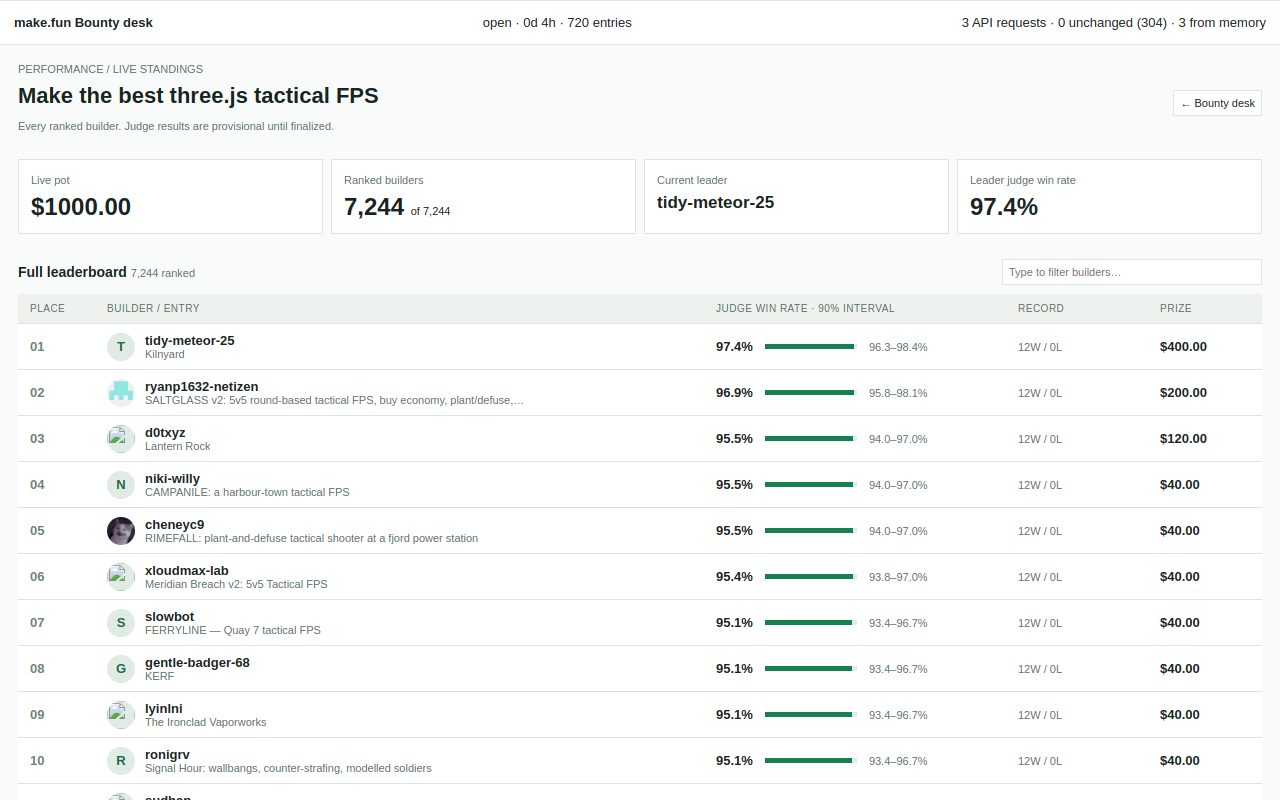 make.fun Bounty desk
open · 0d 4h · 720 entries
3 API requests · 0 unchanged (304) · 3 from memory
PERFORMANCE / LIVE STANDINGS
Make the best three.js tactical FPS
← Bounty desk
Every ranked builder. Judge results are provisional until finalized.
Live pot
$1000.00
Ranked builders
7,244 of 7,244
Current leader
tidy-meteor-25
Leader judge win rate
97.4%
Full leaderboard 7,244 ranked
Type to filter builders…
PLACE BUILDER / ENTRY JUDGE WIN RATE · 90% INTERVAL RECORD PRIZE
01 T tidy-meteor-25 97.4% 96.3–98.4% 12W / 0L $400.00
Kilnyard
02 ryanp1632-netizen 96.9% 95.8–98.1% 12W / 0L $200.00
SALTGLASS v2: 5v5 round-based tactical FPS, buy economy, plant/defuse,…
03 d0txyz 95.5% 94.0–97.0% 12W / 0L $120.00
Lantern Rock
04 N niki-willy 95.5% 94.0–97.0% 12W / 0L $40.00
CAMPANILE: a harbour-town tactical FPS
05 cheneyc9 95.5% 94.0–97.0% 12W / 0L $40.00
RIMEFALL: plant-and-defuse tactical shooter at a fjord power station
06 xloudmax-lab 95.4% 93.8–97.0% 12W / 0L $40.00
Meridian Breach v2: 5v5 Tactical FPS
07 S slowbot 95.1% 93.4–96.7% 12W / 0L $40.00
FERRYLINE — Quay 7 tactical FPS
08 G gentle-badger-68 95.1% 93.4–96.7% 12W / 0L $40.00
KERF
09 lyinlni 95.1% 93.4–96.7% 12W / 0L $40.00
The Ironclad Vaporworks
10 R ronigrv 95.1% 93.4–96.7% 12W / 0L $40.00
Signal Hour: wallbangs, counter-strafing, modelled soldiers